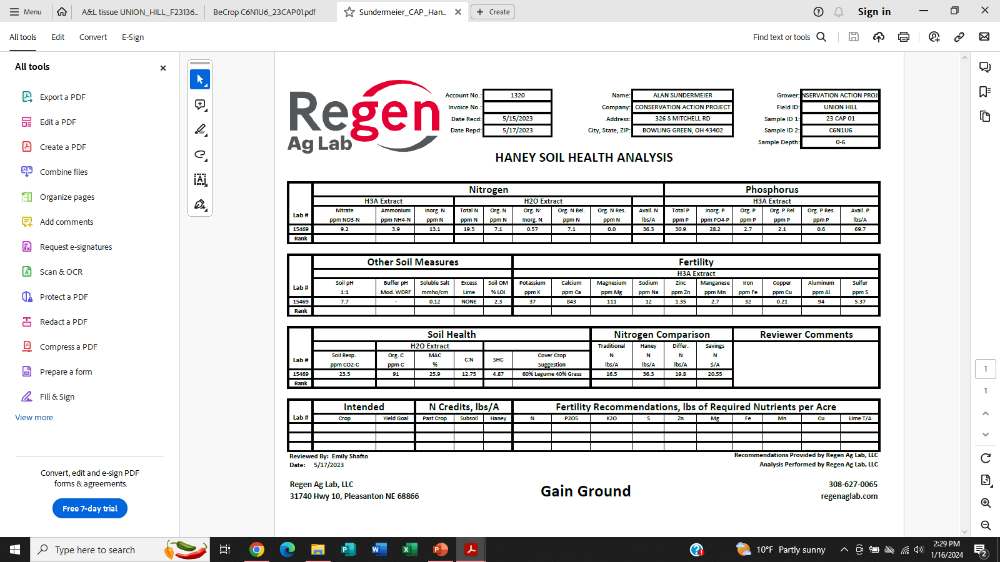 Menu
A&L tissue UNION_HILL_F23136...
BeCrop C6N1U6_23CAP01.pdf
Sundermeier_CAP_Han...
Create
Sign in
All tools
Edit
Convert
E-Sign
Find text or tools
All tools
Export a PDF
Edit a PDF
Create a PDF
Combine files
Organize pages
Add comments
Request e-signatures
Scan & OCR
Protect a PDF
Redact a PDF
Compress a PDF
Prepare a form
Fill & Sign
View more
Convert, edit and e-sign PDF
forms & agreements.
Free 7-day trial
Regen
Ag Lab
Account No.: 1320
Invoice No.:
Date Recd: 5/15/2023
Date Repd: 5/17/2023
Name: ALAN SUNDERMEIER
Company: CONSERVATION ACTION PROJECT
Address: 326 S MITCHELL RD
City, State, ZIP: BOWLING GREEN, OH 43402
Grower: NSERVATION ACTION PROJ
Field ID: UNION HILL
Sample ID 1: 23 CAP 01
Sample ID 2: C6N1U6
Sample Depth: 0-6
HANEY SOIL HEALTH ANALYSIS
Nitrogen Phosphorus
H3A Extract H2O Extract H3A Extract
Nitrate Ammonium Inorg. N Total N Org. N Org. N: Org. N Rel. Org. N Res. Avail. N Total P Inorg. P Org. P Org. P Rel Org. P Res. Avail. P
Lab # ppm NO3-N ppm NH4-N ppm N ppm N ppm N Inorg. N ppm N ppm N lbs/A ppm P ppm PO4-P ppm P ppm P ppm P lbs/A
15469 9.2 3.9 13.1 19.5 7.1 0.57 7.1 0.0 36.3 30.9 28.2 2.7 2.1 0.6 69.7
Rank
Other Soil Measures Fertility
H3A Extract
Soil pH Buffer pH Soluble Salt Excess Soil OM Potassium Calcium Magnesium Sodium Zinc Manganese Iron Copper Aluminum Sulfur
Lab # 1:1 Mod. WDRF mmho/cm Lime % LOI ppm K ppm Ca ppm Mg ppm Na ppm Zn ppm Mn ppm Fe ppm Cu ppm Al ppm S
15469 7.7 - 0.12 NONE 2.3 37 843 111 12 1.35 2.7 32 0.21 94 5.37
Rank
Soil Health Nitrogen Comparison Reviewer Comments
H2O Extract Traditional Haney Differ. Savings
Soil Resp. Org. C MAC C:N SHC Cover Crop N N N N
Lab # ppm CO2-C ppm C % Suggestion lbs/A lbs/A lbs/A $/A
15469 23.5 91 25.9 12.75 4.87 60% Legume 40% Grass 16.5 36.3 19.8 20.55
Rank
Intended N Credits, lbs/A Fertility Recommendations, lbs of Required Nutrients per Acre
Lab # Crop Yield Goal Past Crop Subsoil Haney N P2O5 K2O S Zn Mg Fe Mn Cu Lime T/A
Reviewed By: Emily Shafto
Date: 5/17/2023
Recommendations Provided by Regen Ag Lab, LLC
Analysis Performed by Regen Ag Lab, LLC
Regen Ag Lab, LLC
31740 Hwy 10, Pleasanton NE 68866
Gain Ground
308-627-0065
regenaglab.com
1
1
Type here to search
10°F Partly sunny
2:29 PM
1/16/2024
2